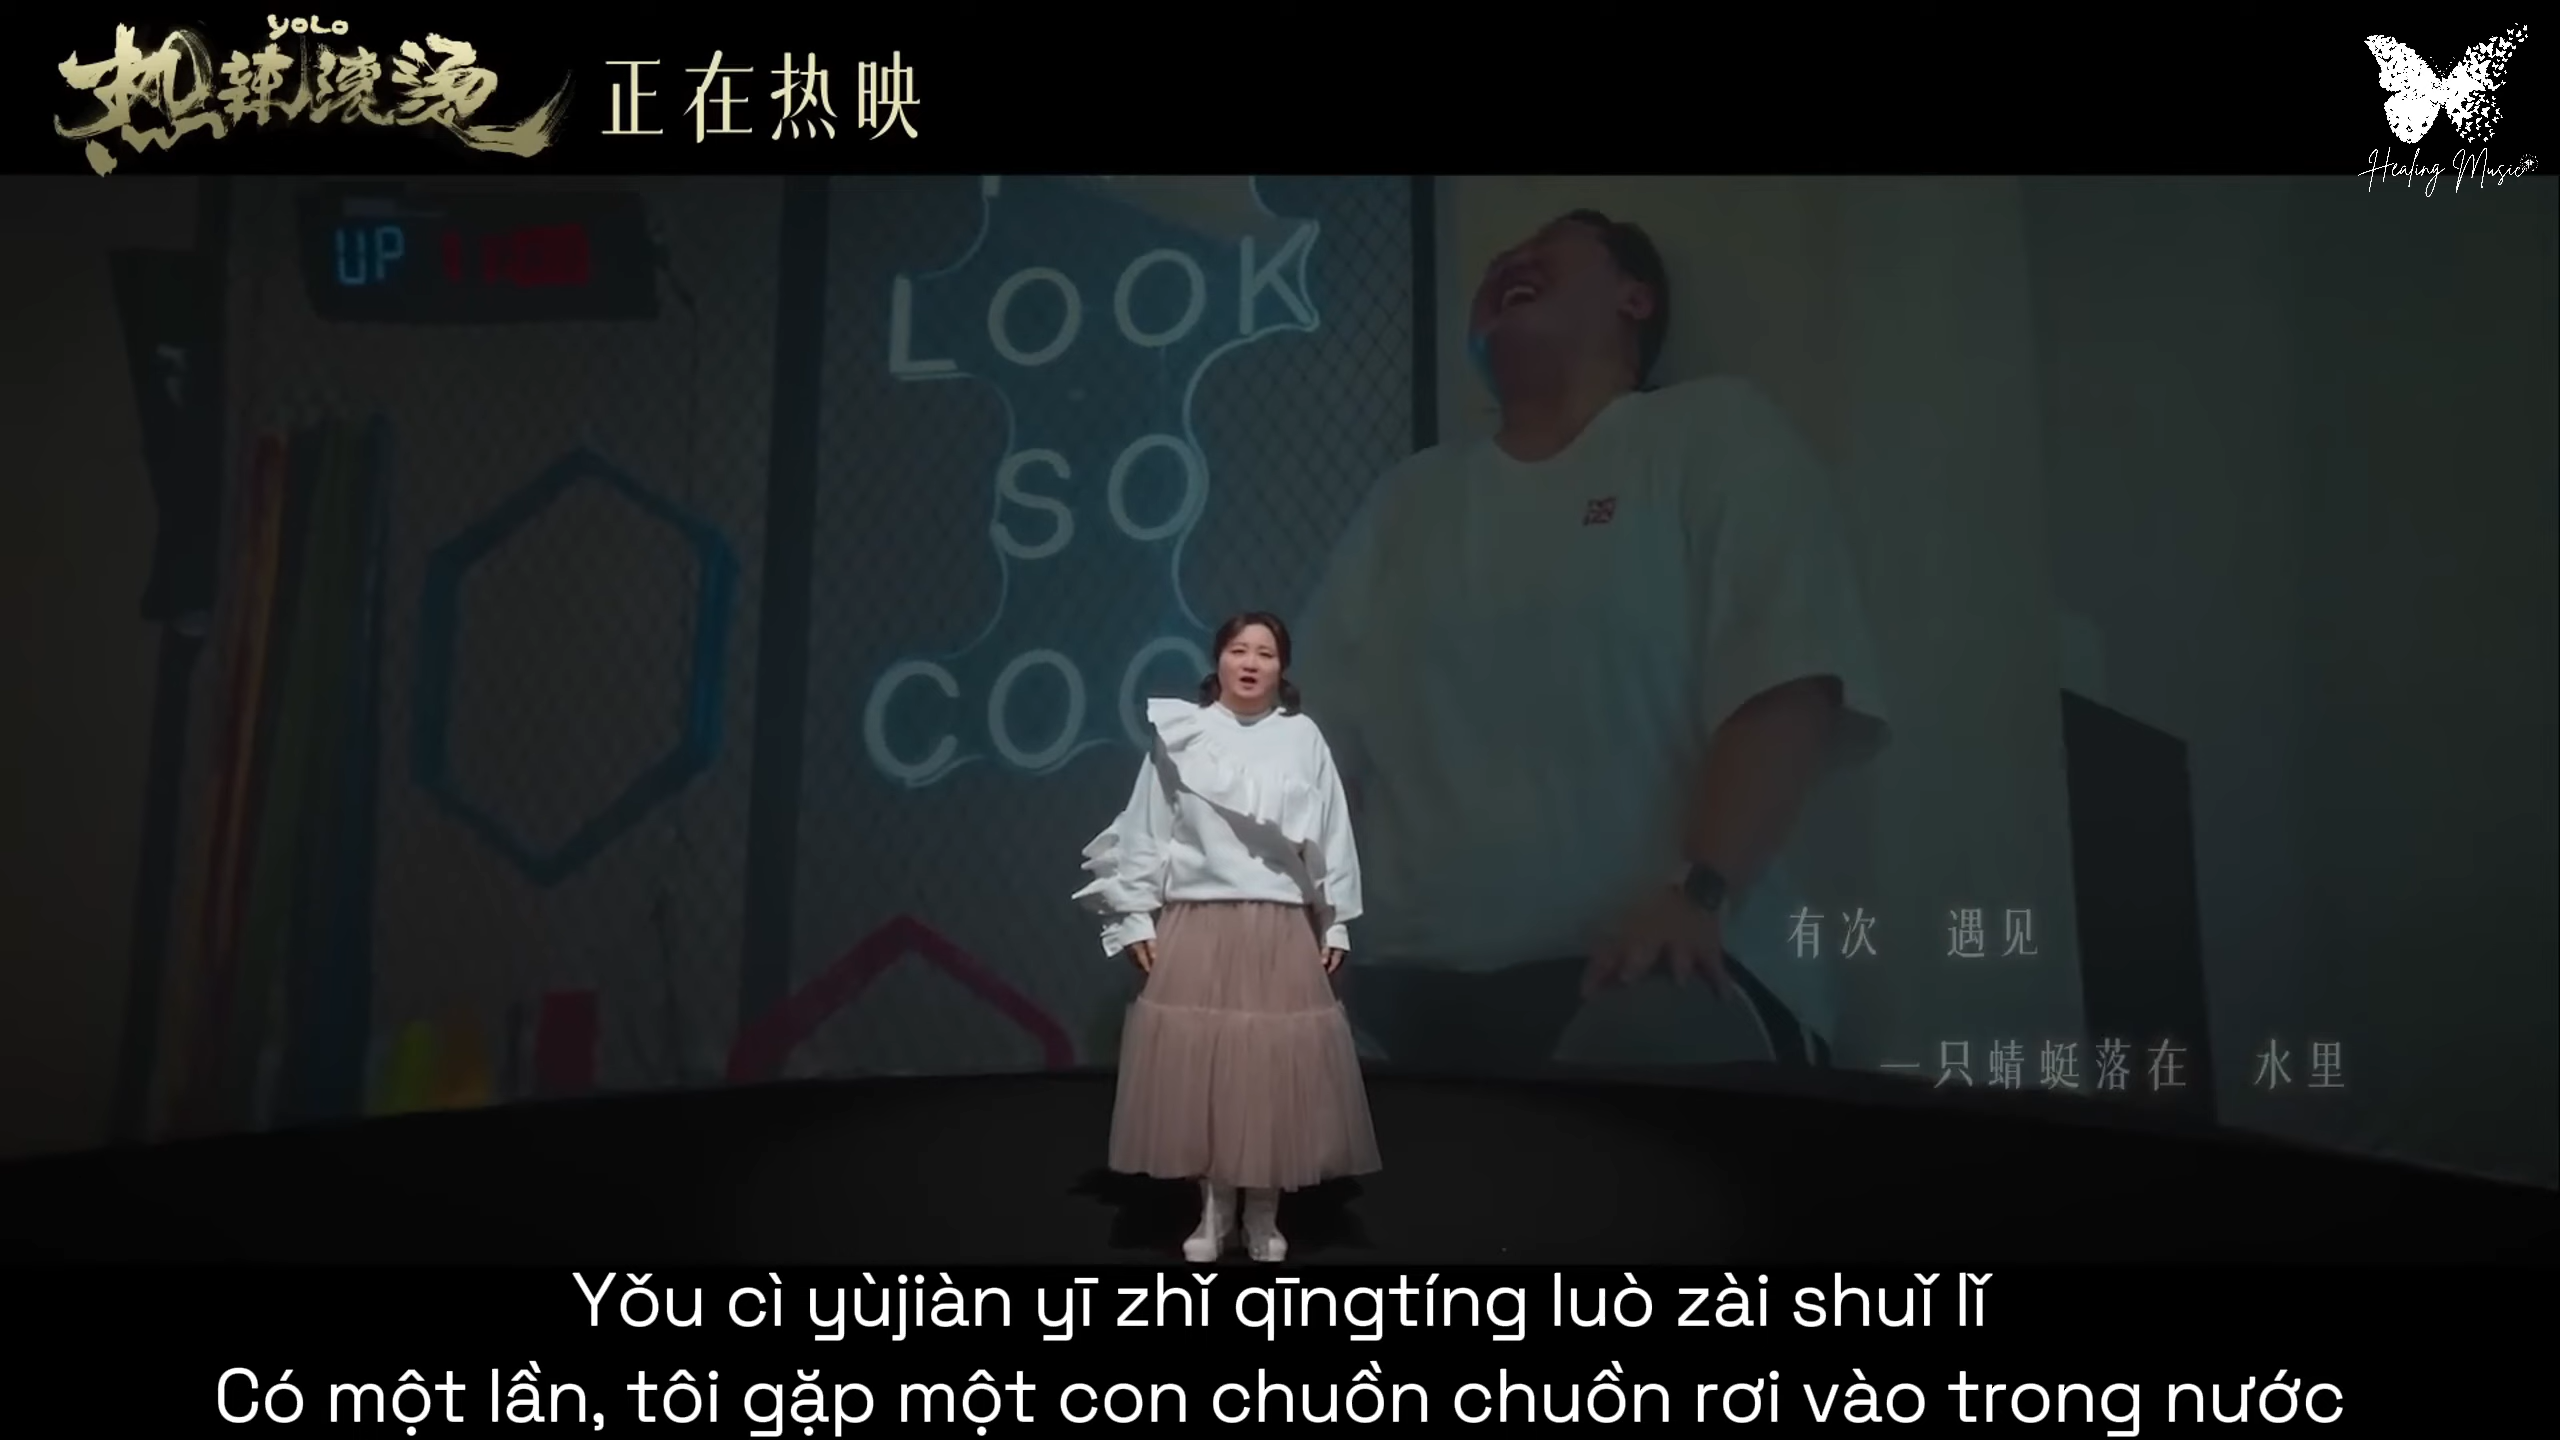 YOLO
热辣滚烫
正在热映
Healing Music
UP
LOOK
SO
COO
有次 遇见
一只蜻蜓落在 水里
Yǒu cì yùjiàn yī zhǐ qīngtíng luò zài shuǐ lǐ
Có một lần, tôi gặp một con chuồn chuồn rơi vào trong nước